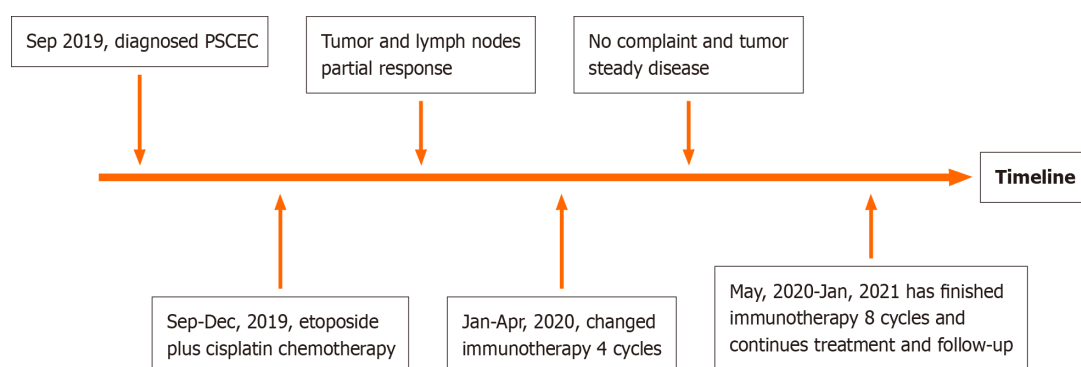 Sep 2019, diagnosed PSCEC
Tumor and lymph nodes
partial response
No complaint and tumor
steady disease
Timeline
Sep-Dec, 2019, etoposide
plus cisplatin chemotherapy
Jan-Apr, 2020, changed
immunotherapy 4 cycles
May, 2020-Jan, 2021 has finished
immunotherapy 8 cycles and
continues treatment and follow-up